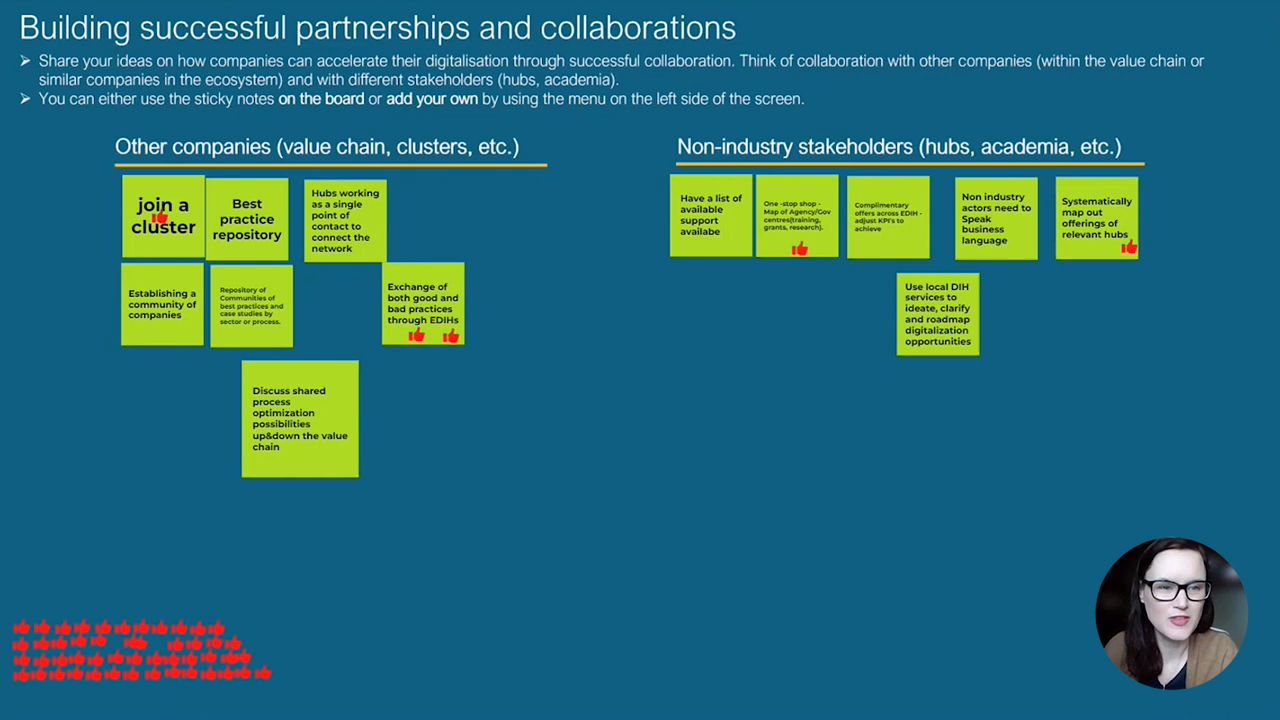 Building successful partnerships and collaborations
➢ Share your ideas on how companies can accelerate their digitalisation through successful collaboration. Think of collaboration with other companies (within the value chain or
similar companies in the ecosystem) and with different stakeholders (hubs, academia).
➢ You can either use the sticky notes on the board or add your own by using the menu on the left side of the screen.
Other companies (value chain, clusters, etc.)
join a
cluster
Best
practice
repository
Hubs working
as a single
point of
contact to
connect the
network
Establishing a
community of
companies
Repository of
Communities of
best practices and
case studies by
sector or process.
Exchange of
both good and
bad practices
through EDIHs
Discuss shared
process
optimization
possibilities
up&down the value
chain
Non-industry stakeholders (hubs, academia, etc.)
Have a list of
available
support
availabe
One -stop shop -
Map of Agency/Gov
centres(training,
grants, research).
Complimentary
offers across EDIH -
adjust KPI's to
achieve
Non industry
actors need to
Speak
business
language
Systematically
map out
offerings of
relevant hubs
Use local DIH
services to
ideate, clarify
and roadmap
digitalization
opportunities